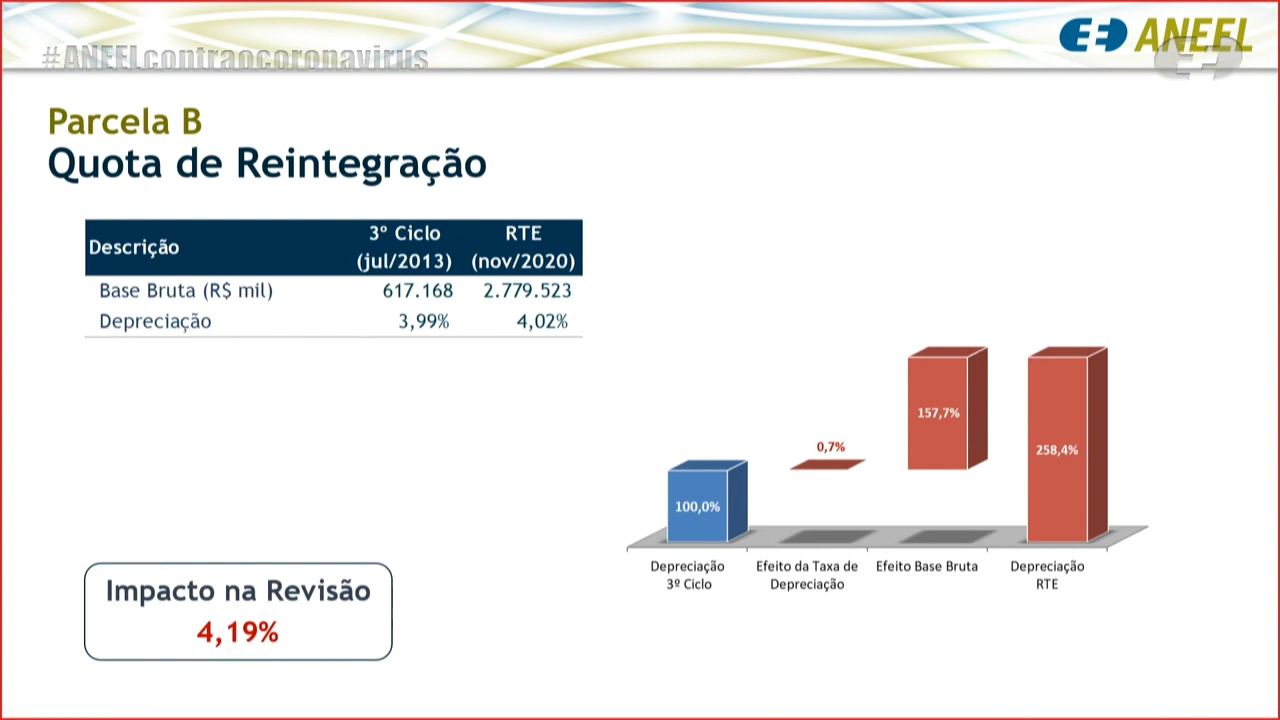 #ANEELcontraocoronavirus
ANEEL
Parcela B
Quota de Reintegração
Descrição
3º Ciclo
(jul/2013)
RTE
(nov/2020)
Base Bruta (R$ mil) 617.168 2.779.523
Depreciação 3,99% 4,02%
157,7%
0,7%
258,4%
100,0%
Depreciação
3º Ciclo
Efeito da Taxa de
Depreciação
Efeito Base Bruta
Depreciação
RTE
Impacto na Revisão
4,19%